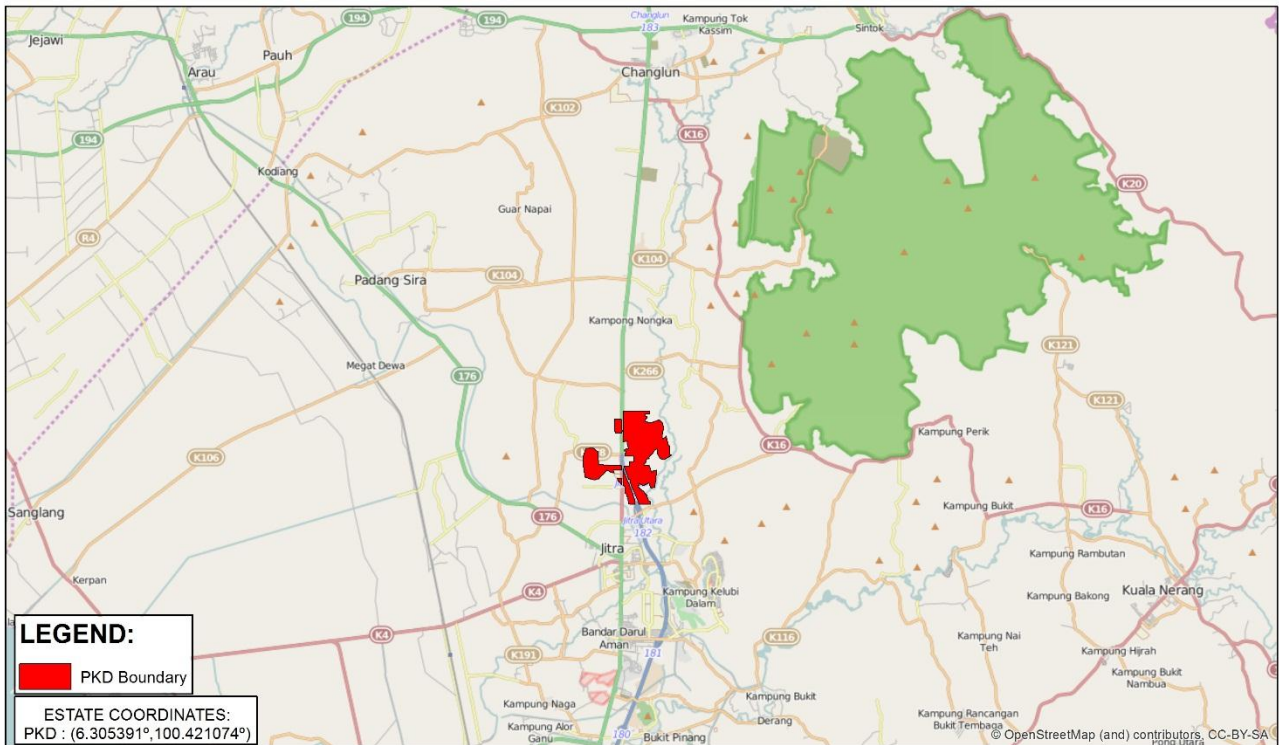 194
194
Changlun
183
Kampung Tok
Kassim
Sintok
Jejawi
Pauh
Arau
Changlun
K102
K16
194
Kodiang
K20
Guar Napai
R4
K104
K104
Padang Sira
Kampong Nongka
K121
Megat Dewa
K266
176
K121
Kampung Perik
K16
K106
Kampung Bukit
K16
Sanglang
176
Jitra Utara
182
Jitra
Kampung Rambutan
Kerpan
Kampung Kelubi
Dalam
Kampung Bakong
Kuala Nerang
K4
K4
Bandar Darul
Aman
K116
Kampung Nai
Teh
K191
181
Kampung Hijrah
Kampung Bukit
Nambua
Kampung Naga
Kampung Bukit
Derang
Kampung Alor
Ganu
180
Bukit Pinang
Kampung Rancangan
Bukit Tembaga
LEGEND:
PKD Boundary
ESTATE COORDINATES:
PKD : (6.305391º,100.421074º)
© OpenStreetMap (and) contributors, CC-BY-SA